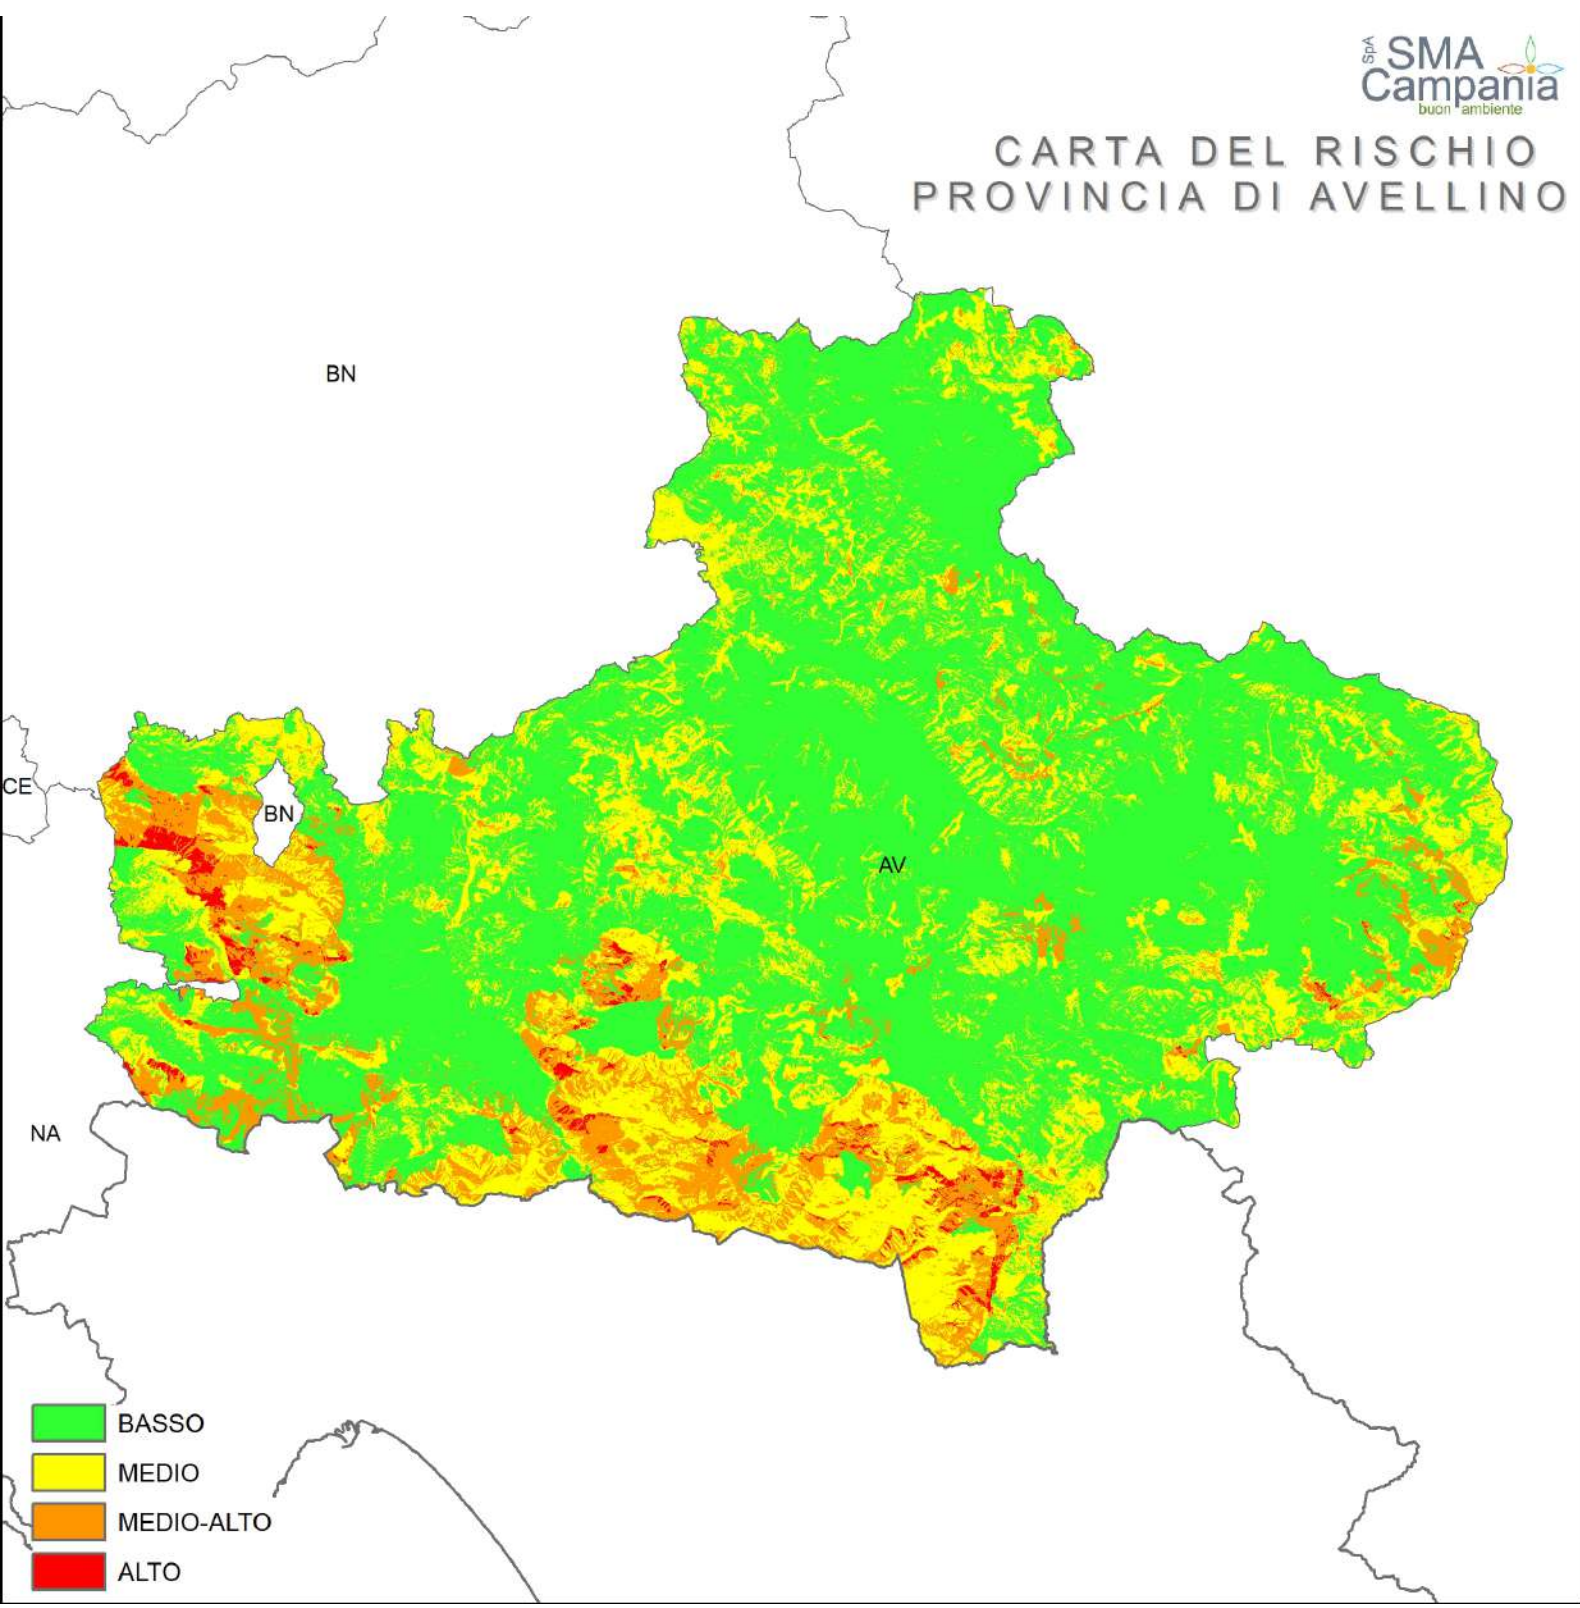 SpA SMA
Campania
buon ambiente
CARTA DEL RISCHIO
PROVINCIA DI AVELLINO
BN
CE
BN
AV
NA
BASSO
MEDIO
MEDIO-ALTO
ALTO